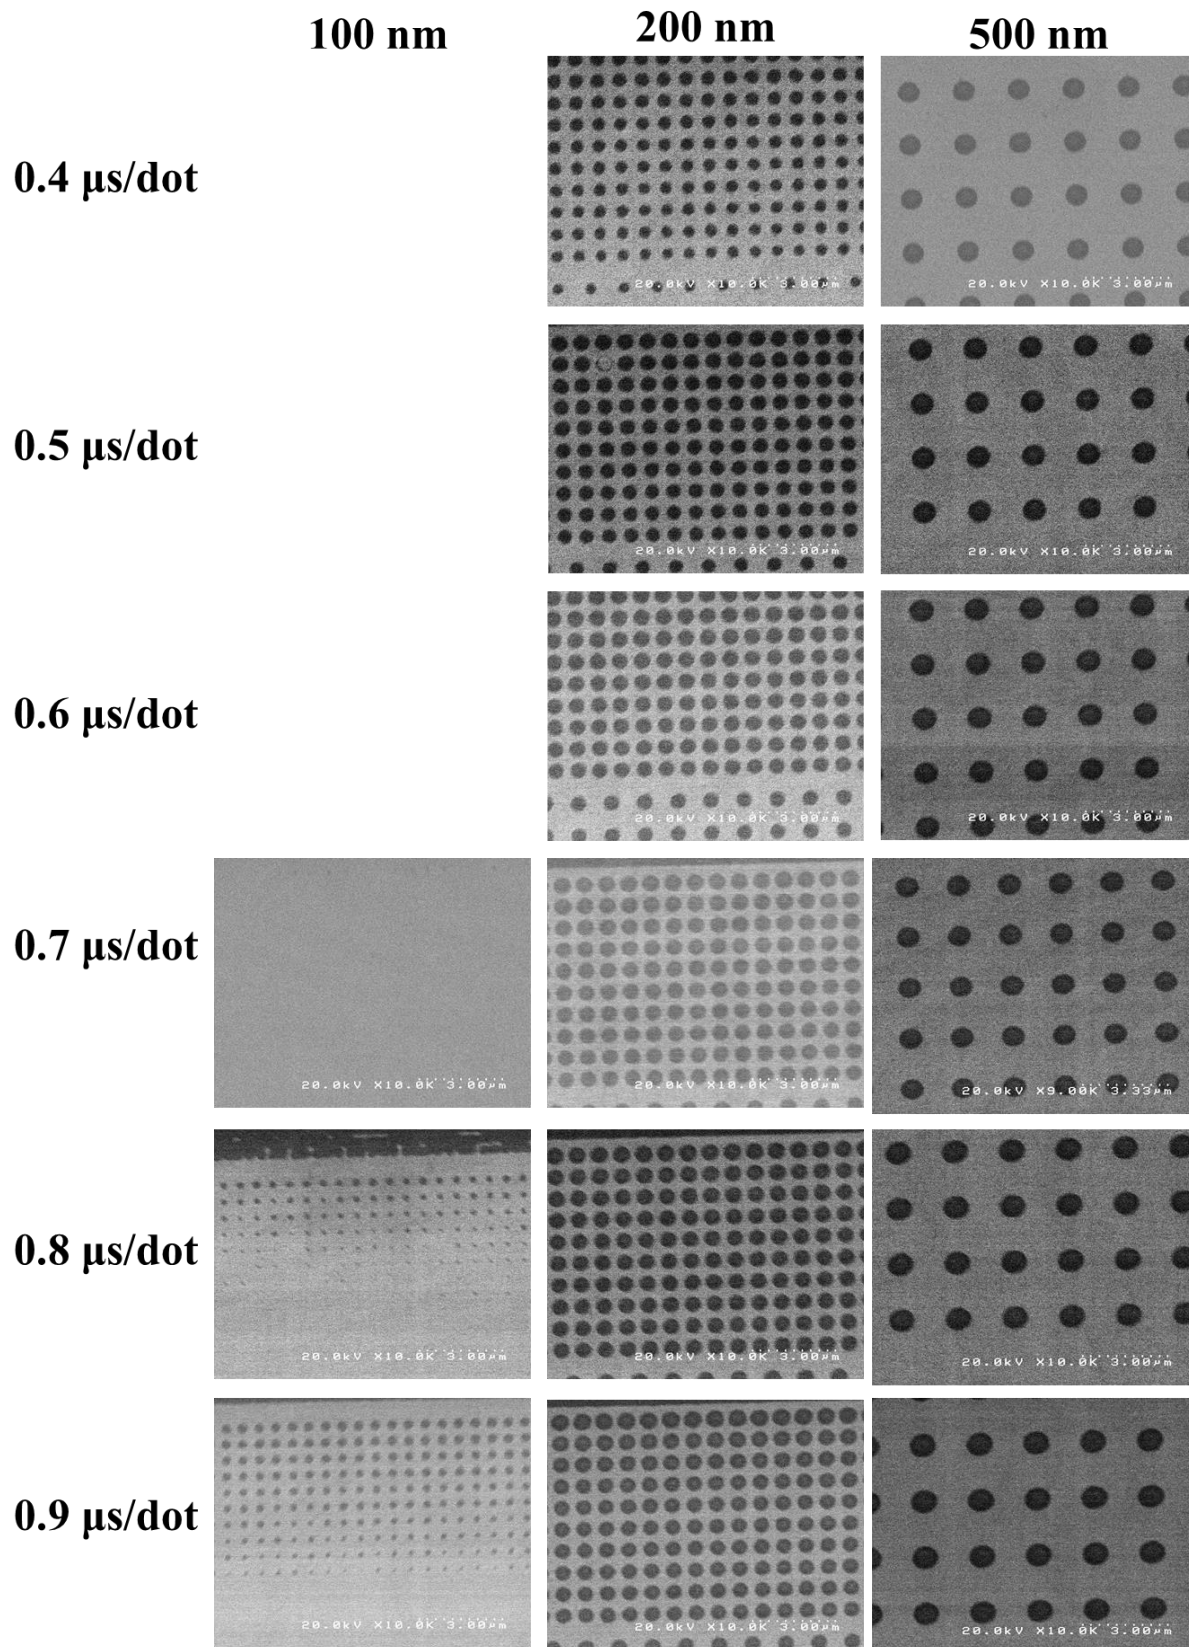 100 nm 200 nm 500 nm
0.4 μs/dot
20.0kV X10.0K 3.00μm 20.0kV X10.0K 3.00μm
0.5 μs/dot
20.0kV X10.0K 3.00μm 20.0kV X10.0K 3.00μm
0.6 μs/dot
20.0kV X10.0K 3.00μm 20.0kV X10.0K 3.00μm
0.7 μs/dot
20.0kV X10.0K 3.00μm 20.0kV X10.0K 3.00μm 20.0kV X9.00K 3.33μm
0.8 μs/dot
20.0kV X10.0K 3.00μm 20.0kV X10.0K 3.00μm 20.0kV X10.0K 3.00μm
0.9 μs/dot
20.0kV X10.0K 3.00μm 20.0kV X10.0K 3.00μm 20.0kV X10.0K 3.00μm